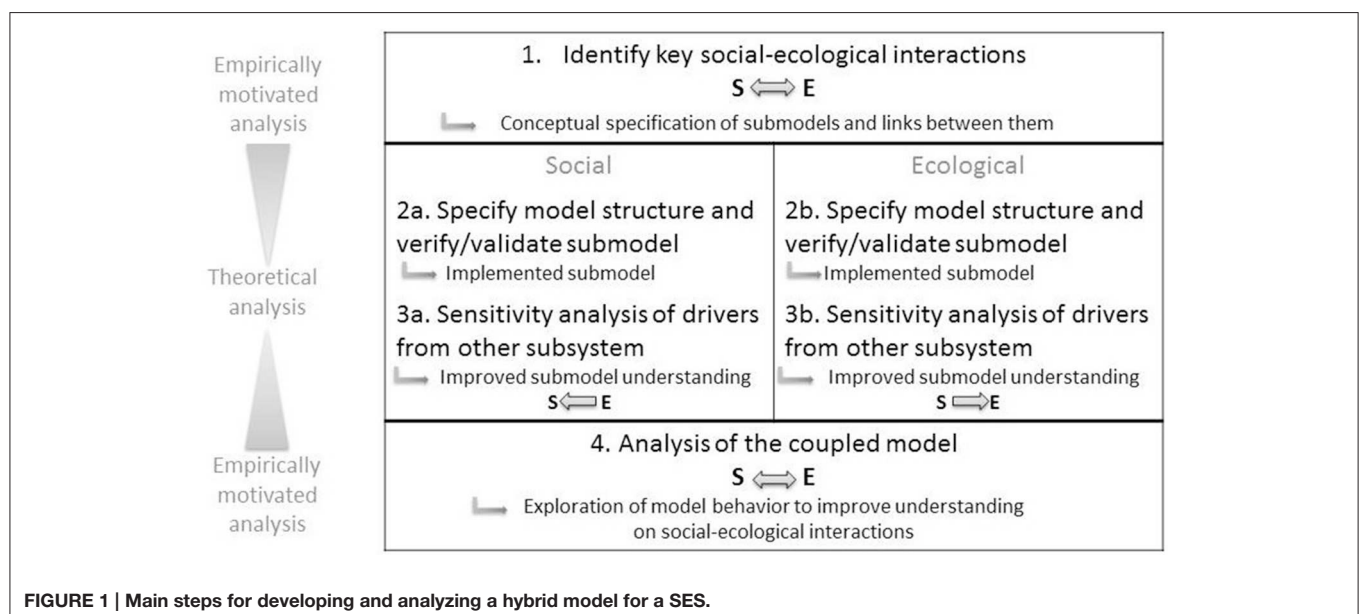 Empirically
motivated
analysis
Theoretical
analysis
Empirically
motivated
analysis
1. Identify key social-ecological interactions
S E
Conceptual specification of submodels and links between them
Social
2a. Specify model structure and
verify/validate submodel
Implemented submodel
3a. Sensitivity analysis of drivers
from other subsystem
Improved submodel understanding
S E
Ecological
2b. Specify model structure and
verify/validate submodel
Implemented submodel
3b. Sensitivity analysis of drivers
from other subsystem
Improved submodel understanding
S E
4. Analysis of the coupled model
S E
Exploration of model behavior to improve understanding
on social-ecological interactions
FIGURE 1 | Main steps for developing and analyzing a hybrid model for a SES.